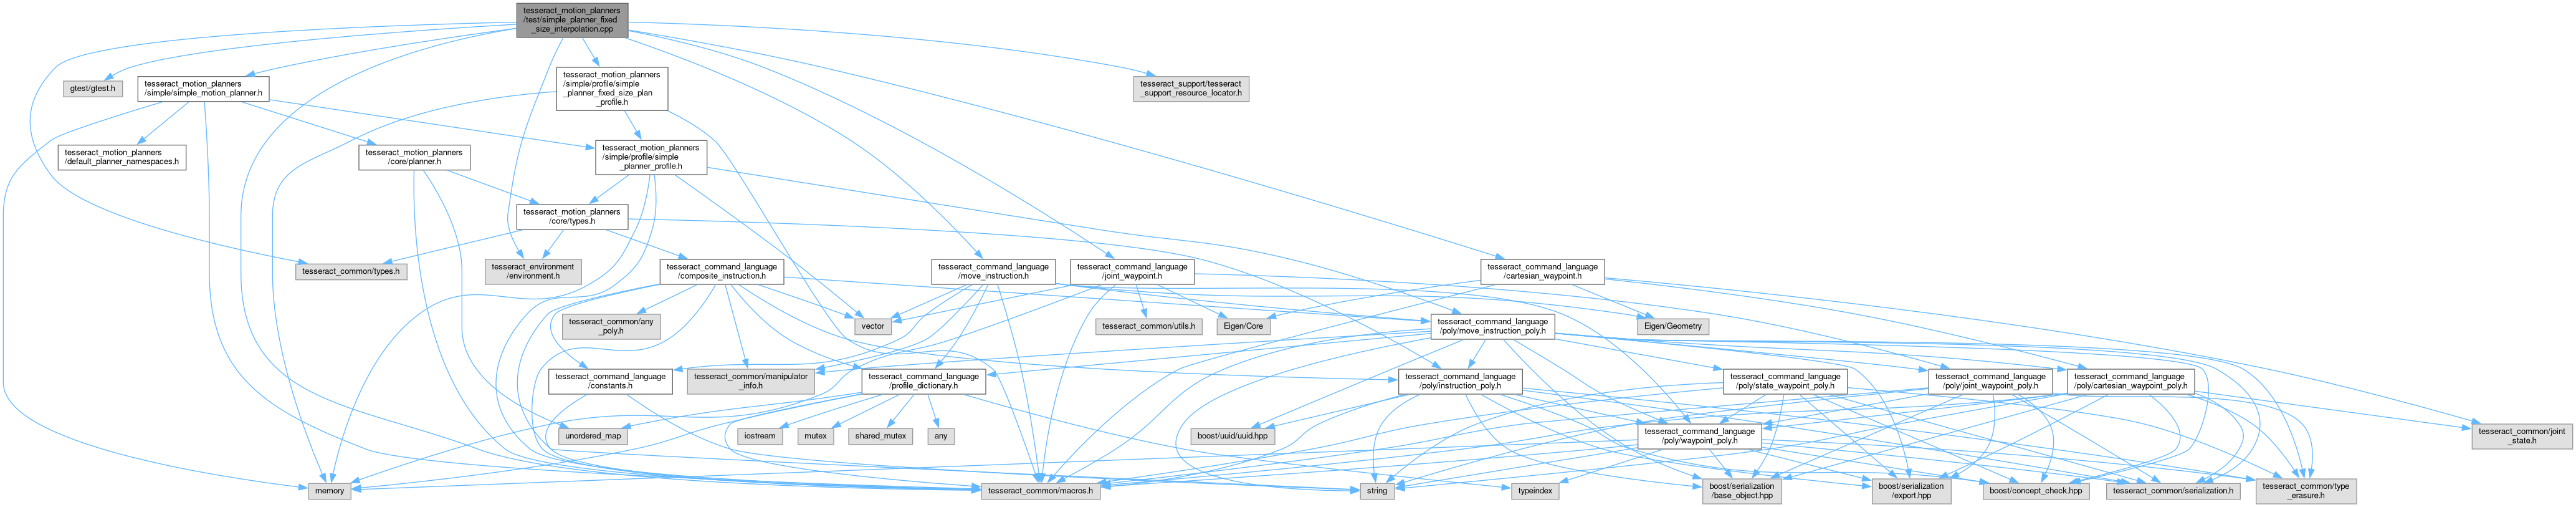 tesseract_motion_planners
/test/simple_planner_fixed
_size_interpolation.cpp
gtest/gtest.h
tesseract_motion_planners
/simple/simple_motion_planner.h
tesseract_motion_planners
/simple/profile/simple
_planner_fixed_size_plan
_profile.h
tesseract_support/tesseract
_support_resource_locator.h
tesseract_motion_planners
/default_planner_namespaces.h
tesseract_motion_planners
/core/planner.h
tesseract_motion_planners
/simple/profile/simple
_planner_profile.h
tesseract_motion_planners
/core/types.h
tesseract_common/types.h
tesseract_environment
/environment.h
tesseract_command_language
/composite_instruction.h
tesseract_command_language
/move_instruction.h
tesseract_command_language
/joint_waypoint.h
tesseract_command_language
/cartesian_waypoint.h
tesseract_common/any
_poly.h
vector
tesseract_common/utils.h
Eigen/Core
tesseract_command_language
/poly/move_instruction_poly.h
Eigen/Geometry
tesseract_command_language
/constants.h
tesseract_common/manipulator
_info.h
tesseract_command_language
/profile_dictionary.h
tesseract_command_language
/poly/instruction_poly.h
tesseract_command_language
/poly/state_waypoint_poly.h
tesseract_command_language
/poly/joint_waypoint_poly.h
tesseract_command_language
/poly/cartesian_waypoint_poly.h
unordered_map
iostream
mutex
shared_mutex
any
boost/uuid/uuid.hpp
tesseract_command_language
/poly/waypoint_poly.h
tesseract_common/joint
_state.h
memory
tesseract_common/macros.h
string
typeindex
boost/serialization
/base_object.hpp
boost/serialization
/export.hpp
boost/concept_check.hpp
tesseract_common/serialization.h
tesseract_common/type
_erasure.h